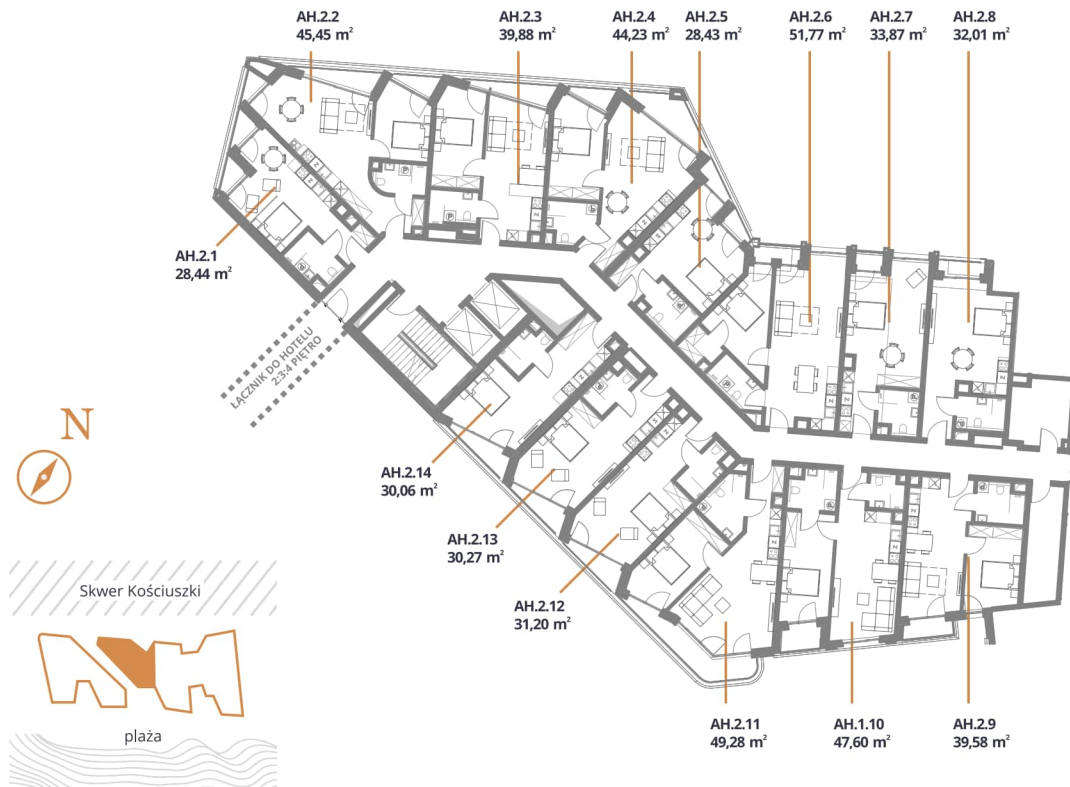 AH.2.2
45,45 m²
AH.2.3
39,88 m²
AH.2.4
44,23 m²
AH.2.5
28,43 m²
AH.2.6
51,77 m²
AH.2.7
33,87 m²
AH.2.8
32,01 m²
AH.2.1
28,44 m²
ŁĄCZNIK DO HOTELU
2:3:4 PIĘTRO
N
AH.2.14
30,06 m²
AH.2.13
30,27 m²
AH.2.12
31,20 m²
Skwer Kościuszki
plaża
AH.2.11
49,28 m²
AH.1.10
47,60 m²
AH.2.9
39,58 m²